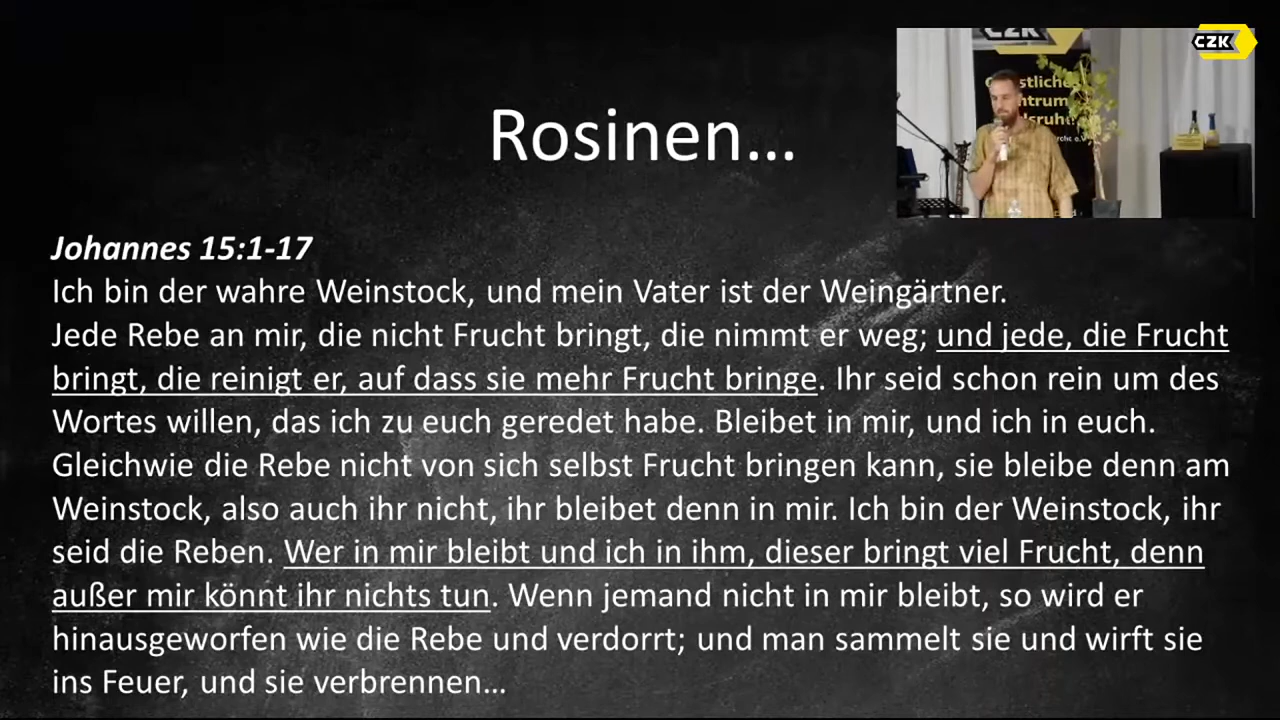 CZK
CZK
Rosinen...
Johannes 15:1-17
Ich bin der wahre Weinstock, und mein Vater ist der Weingärtner.
Jede Rebe an mir, die nicht Frucht bringt, die nimmt er weg; und jede, die Frucht
bringt, die reinigt er, auf dass sie mehr Frucht bringe. Ihr seid schon rein um des
Wortes willen, das ich zu euch geredet habe. Bleibet in mir, und ich in euch.
Gleichwie die Rebe nicht von sich selbst Frucht bringen kann, sie bleibe denn am
Weinstock, also auch ihr nicht, ihr bleibet denn in mir. Ich bin der Weinstock, ihr
seid die Reben. Wer in mir bleibt und ich in ihm, dieser bringt viel Frucht, denn
außer mir könnt ihr nichts tun. Wenn jemand nicht in mir bleibt, so wird er
hinausgeworfen wie die Rebe und verdorrt; und man sammelt sie und wirft sie
ins Feuer, und sie verbrennen...